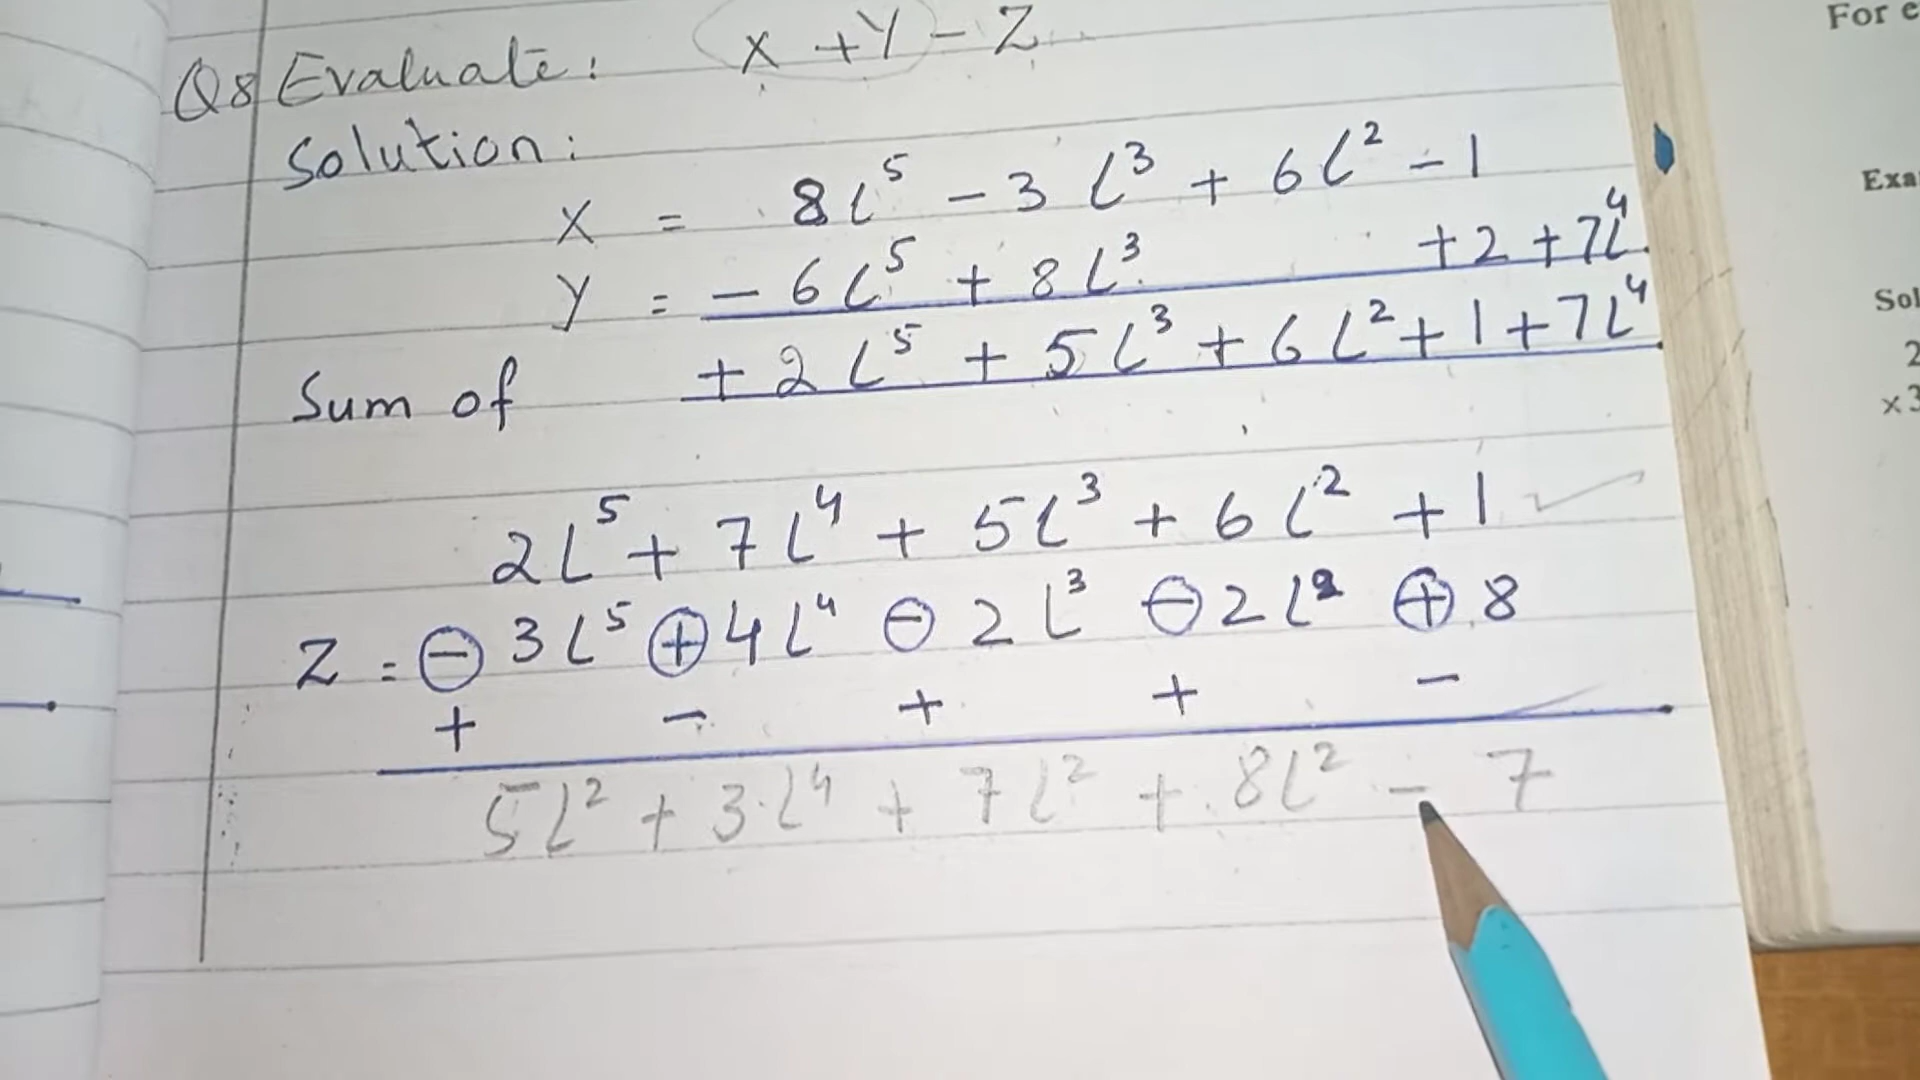 Q8 Evaluate: X + Y - Z
Solution:
X = 8l⁵ - 3l³ + 6l² - 1
Y = - 6l⁵ + 8l³ + 2 + 7l⁴
Sum of + 2l⁵ + 5l³ + 6l² + 1 + 7l⁴
2l⁵ + 7l⁴ + 5l³ + 6l² + 1
Z = ⊖ 3l⁵ ⊕ 4l⁴ ⊖ 2l³ ⊖ 2l² ⊕ 8
+ - + + -
5l² + 3l⁴ + 7l² + 8l² - 7
For e
Exa
Sol
2
×3